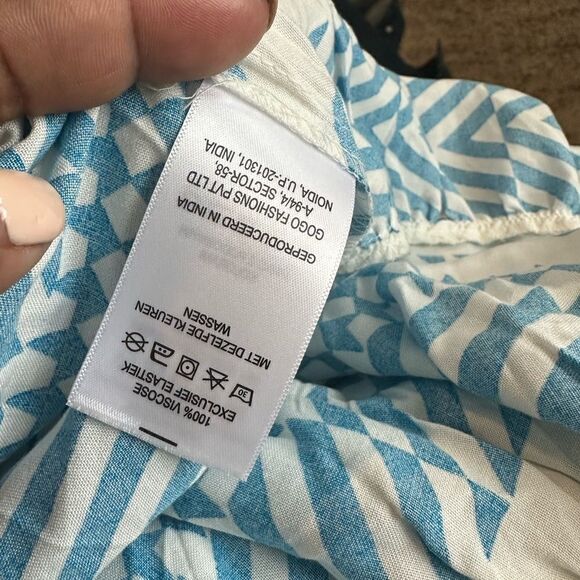 100% VISCOSE
EXCLUSIEF ELASTIEK
30
MET DEZELFDE KLEUREN
WASSEN
GEPRODUCEERD IN INDIA
GOGO FASHIONS PVT LTD
A-94/4, SECTOR-58,
NOIDA. U.P.-201301, INDIA.